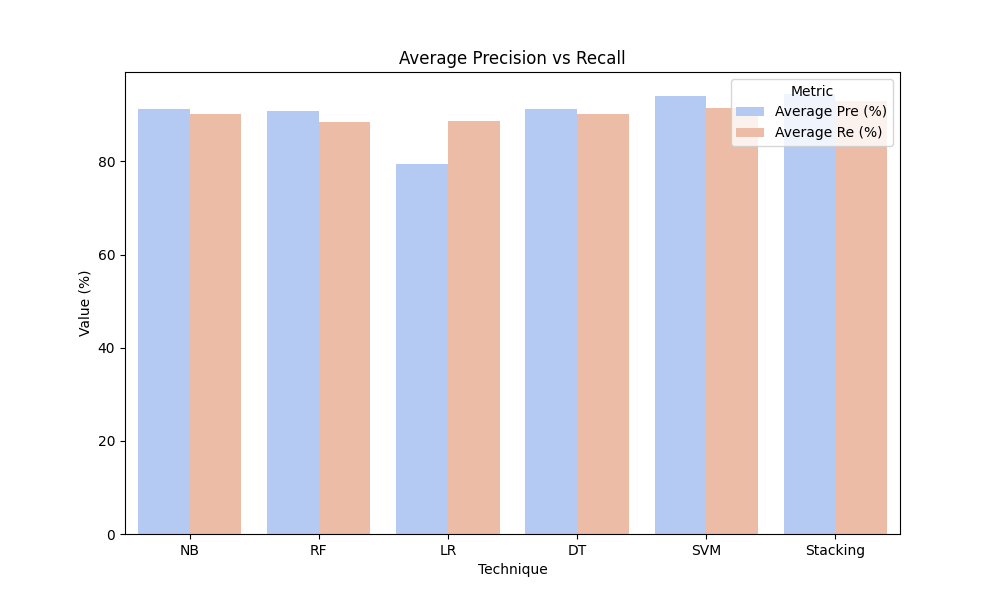 Average Precision vs Recall
Metric
Average Pre (%)
Average Re (%)
Value (%)
80
60
40
20
0
NB RF LR DT SVM Stacking
Technique